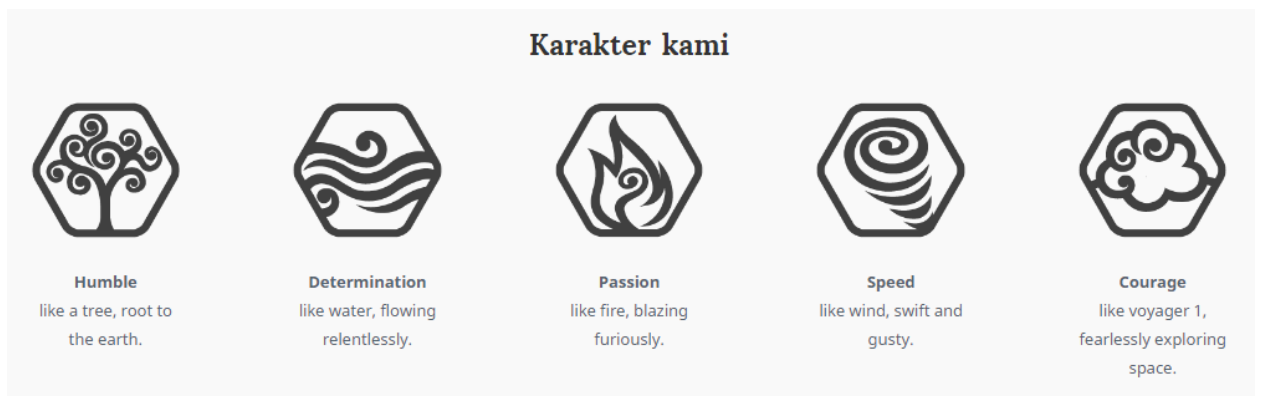 Karakter kami
Humble
like a tree, root to
the earth.
Determination
like water, flowing
relentlessly.
Passion
like fire, blazing
furiously.
Speed
like wind, swift and
gusty.
Courage
like voyager 1,
fearlessly exploring
space.